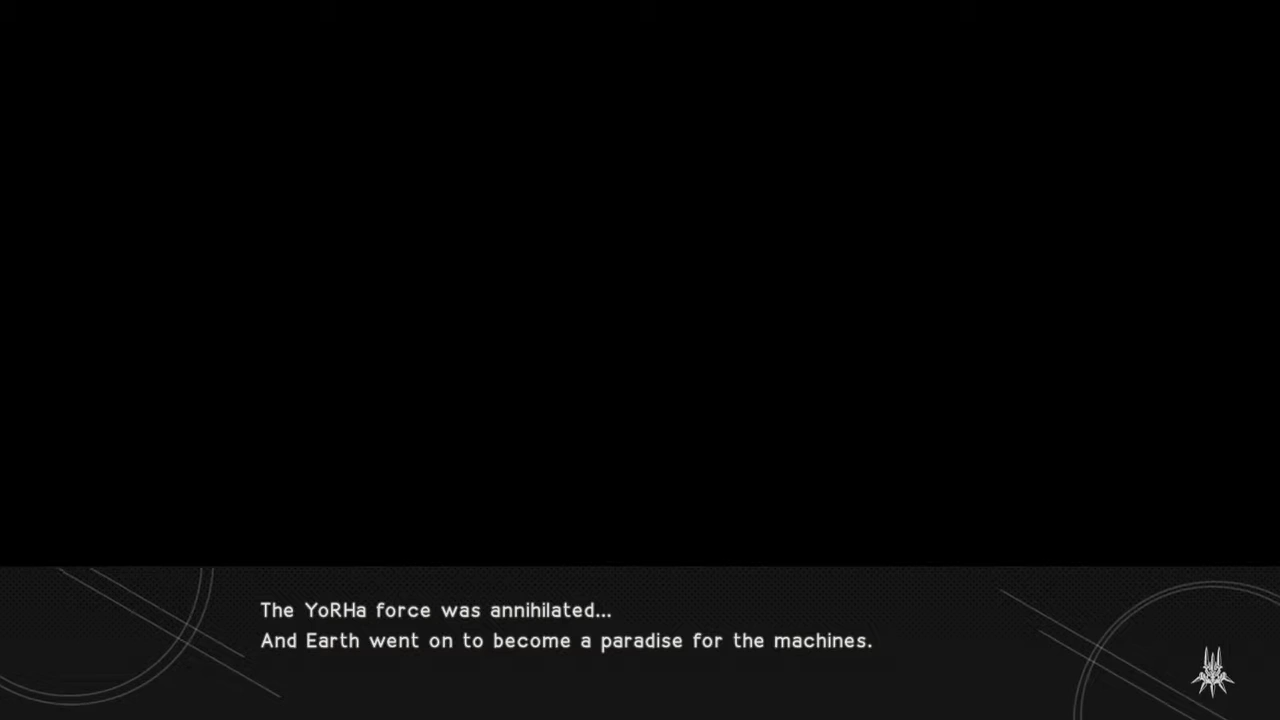 The YoRHa force was annihilated...
And Earth went on to become a paradise for the machines.